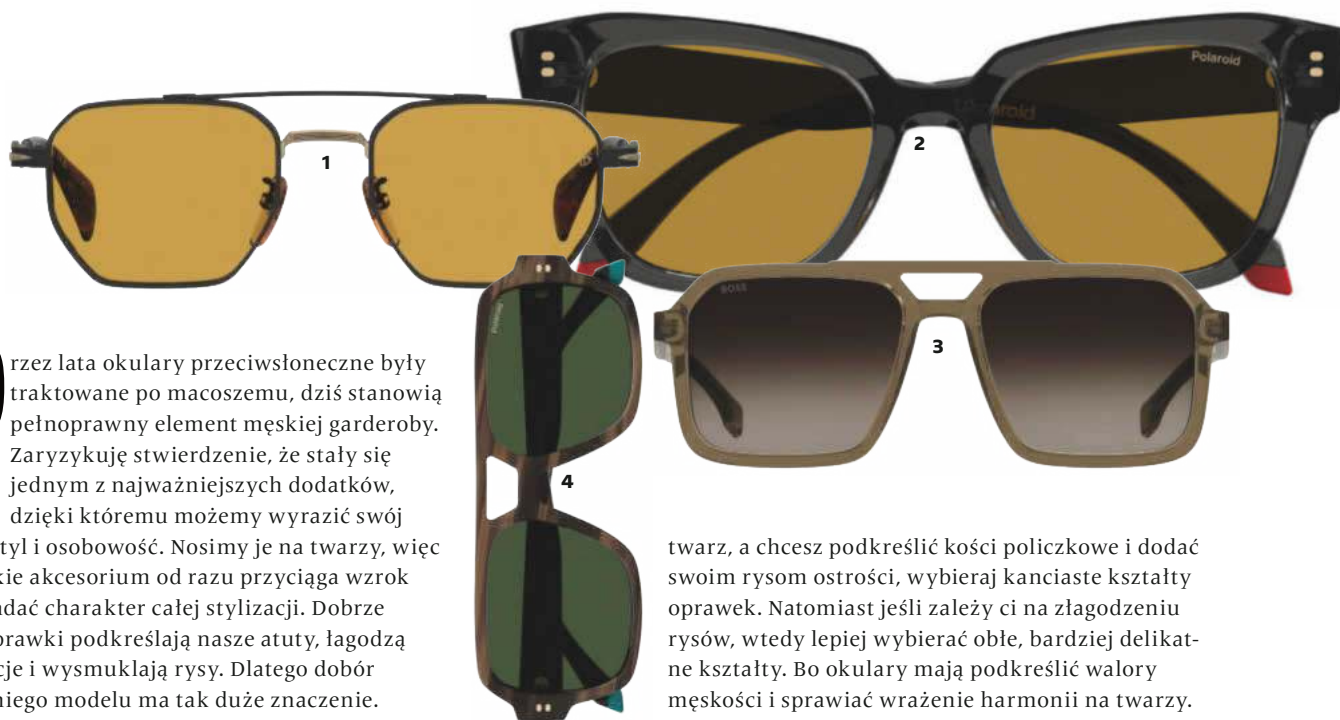 Polaroid
1
2
BOSS
3
Polaroid
4
rzez lata okulary przeciwsłoneczne były
traktowane po macoszemu, dziś stanowią
pełnoprawny element męskiej garderoby.
Zaryzykuję stwierdzenie, że stały się
jednym z najważniejszych dodatków,
dzięki któremu możemy wyrazić swój
tyl i osobowość. Nosimy je na twarzy, więc
kie akcesorium od razu przyciąga wzrok
adać charakter całej stylizacji. Dobrze
prawki podkreślają nasze atuty, łagodzą
cje i wysmuklają rysy. Dlatego dobór
niego modelu ma tak duże znaczenie.
twarz, a chcesz podkreślić kości policzkowe i dodać
swoim rysom ostrości, wybieraj kanciaste kształty
oprawek. Natomiast jeśli zależy ci na złagodzeniu
rysów, wtedy lepiej wybierać obłe, bardziej delikat-
ne kształty. Bo okulary mają podkreślić walory
męskości i sprawiać wrażenie harmonii na twarzy.